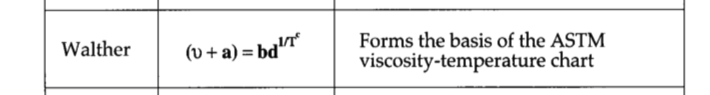 Walther
(υ + a) = bd^{1/T^c}
Forms the basis of the ASTM
viscosity-temperature chart